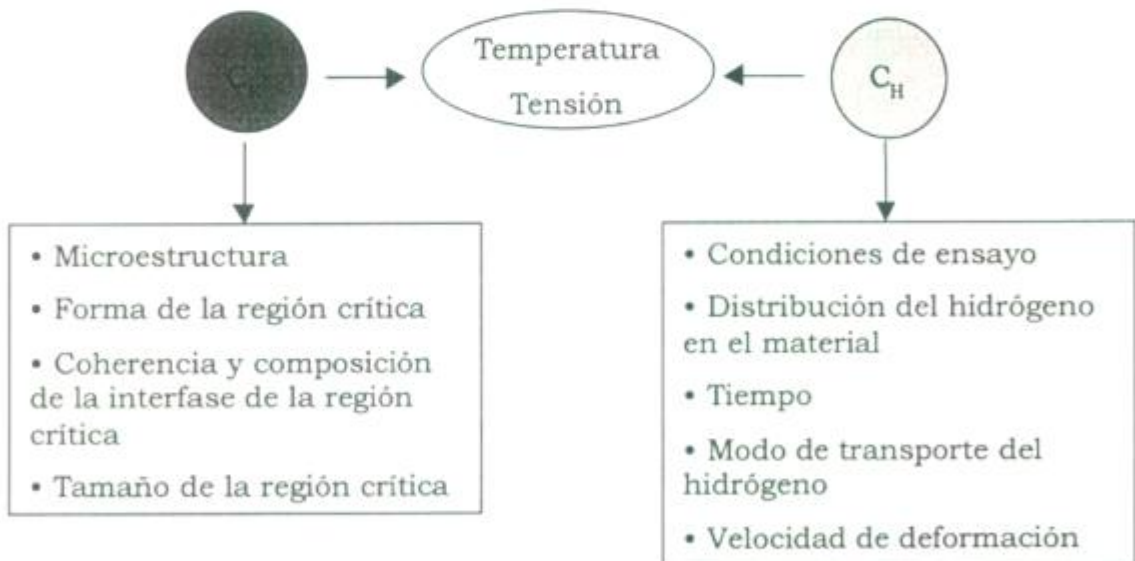 Temperatura
Tensión
C_K
C_H
• Microestructura
• Forma de la región crítica
• Coherencia y composición
de la interfase de la región
crítica
• Tamaño de la región crítica
• Condiciones de ensayo
• Distribución del hidrógeno
en el material
• Tiempo
• Modo de transporte del
hidrógeno
• Velocidad de deformación